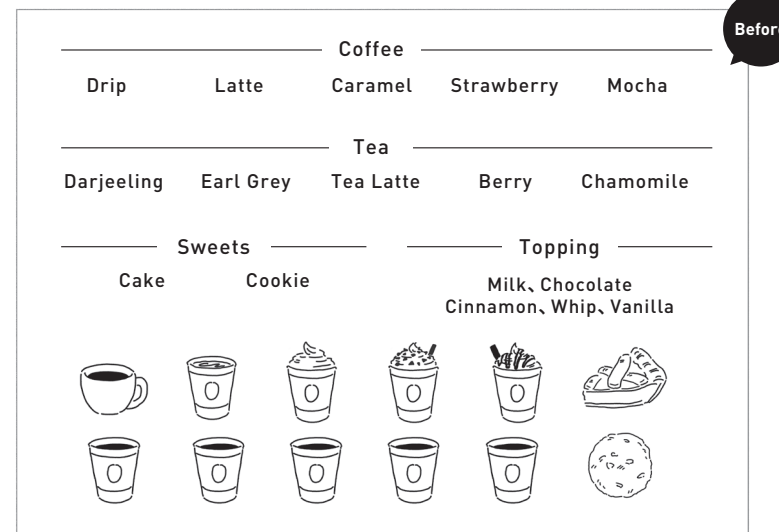 Before
Coffee
Drip Latte Caramel Strawberry Mocha
Tea
Darjeeling Earl Grey Tea Latte Berry Chamomile
Sweets
Cake Cookie
Topping
Milk、Chocolate
Cinnamon、Whip、Vanilla